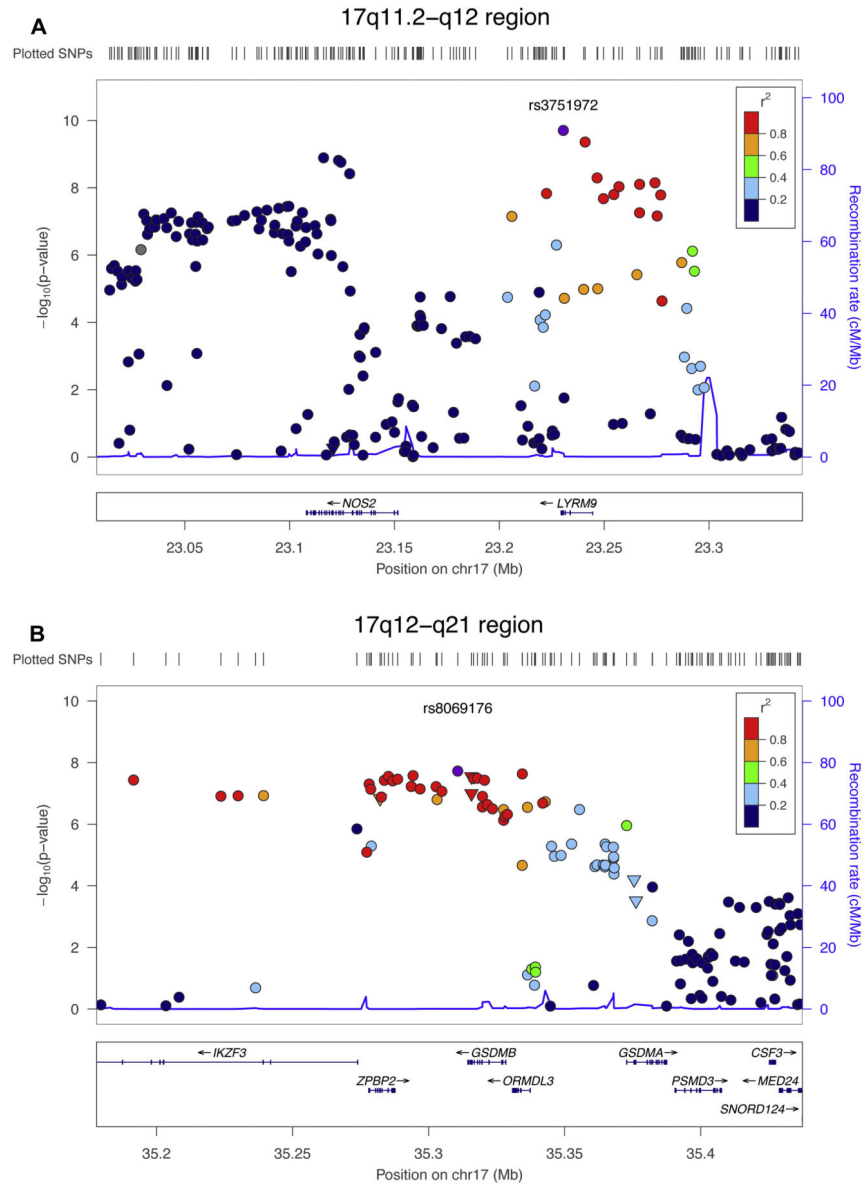 A
17q11.2−q12 region
Plotted SNPs
rs3751972
r²
0.8
0.6
0.4
0.2
10
8
6
4
2
0
−log₁₀(p−value)
100
80
60
40
20
0
Recombination rate (cM/Mb)
←NOS2
←LYRM9
23.05 23.1 23.15 23.2 23.25 23.3
Position on chr17 (Mb)
B
17q12−q21 region
Plotted SNPs
rs8069176
r²
0.8
0.6
0.4
0.2
10
8
6
4
2
0
−log₁₀(p−value)
100
80
60
40
20
0
Recombination rate (cM/Mb)
←IKZF3 ←GSDMB GSDMA→ CSF3→
ZPBP2→ ←ORMDL3 PSMD3→ ←MED24
SNORD124→
35.2 35.25 35.3 35.35 35.4
Position on chr17 (Mb)